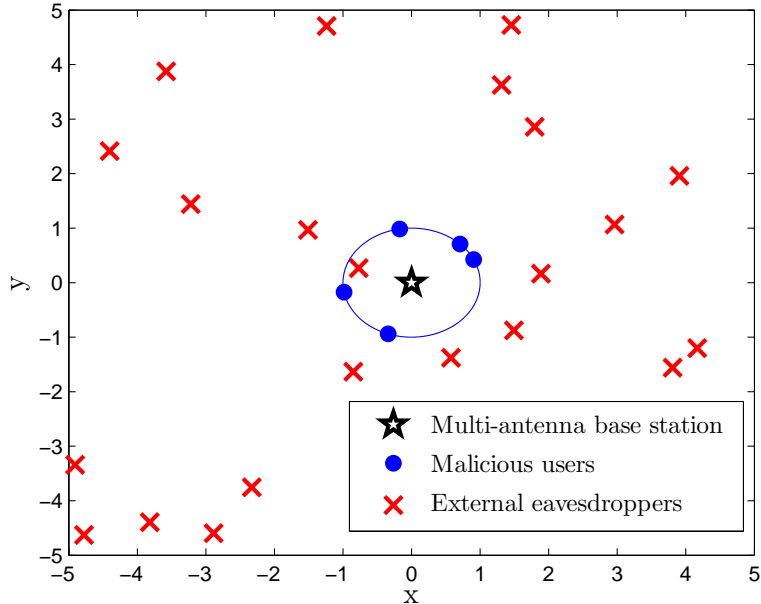 5
4
3
2
1
0
−1
−2
−3
−4
−5
y
Multi-antenna base station
Malicious users
External eavesdroppers
−5 −4 −3 −2 −1 0 1 2 3 4 5
x